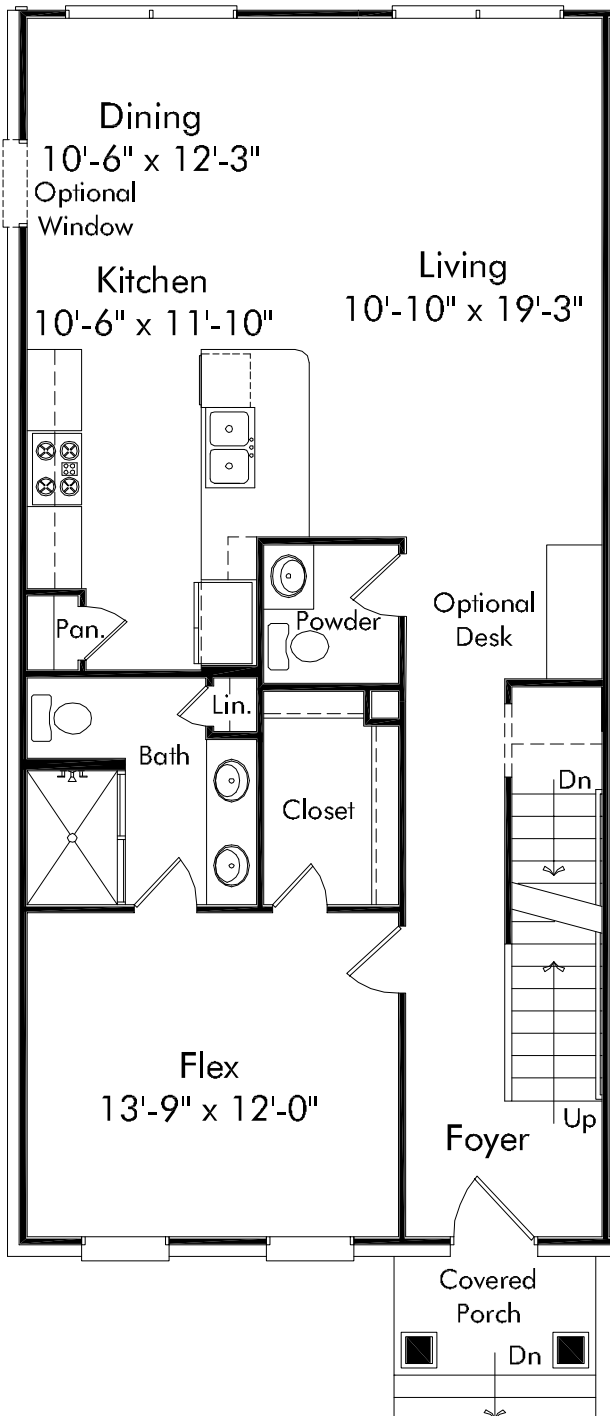 Dining
10'-6" x 12'-3"
Optional
Window
Kitchen
10'-6" x 11'-10"
Living
10'-10" x 19'-3"
Pan.
Powder
Optional
Desk
Lin.
Bath
Closet
Dn
Flex
13'-9" x 12'-0"
Up
Foyer
Covered
Porch
Dn